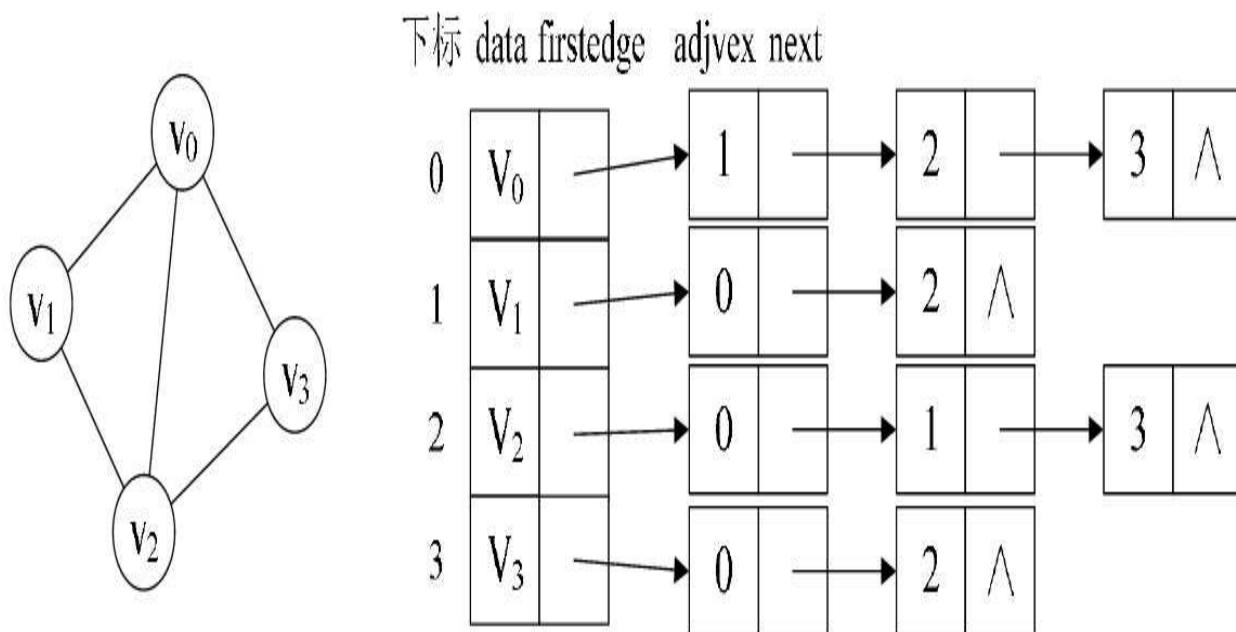 下标 data firstedge adjvex next
v0
v1
v3
v2
0 V0 1 2 3 ∧
1 V1 0 2 ∧
2 V2 0 1 3 ∧
3 V3 0 2 ∧